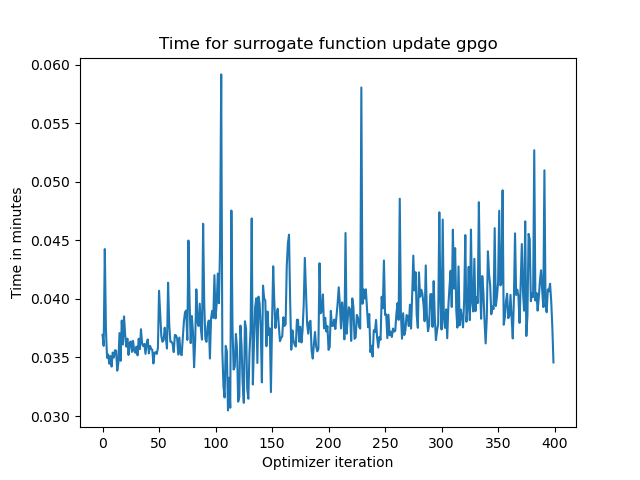 Time for surrogate function update gpgo
0.060
0.055
0.050
0.045
0.040
0.035
0.030
Time in minutes
0 50 100 150 200 250 300 350 400
Optimizer iteration